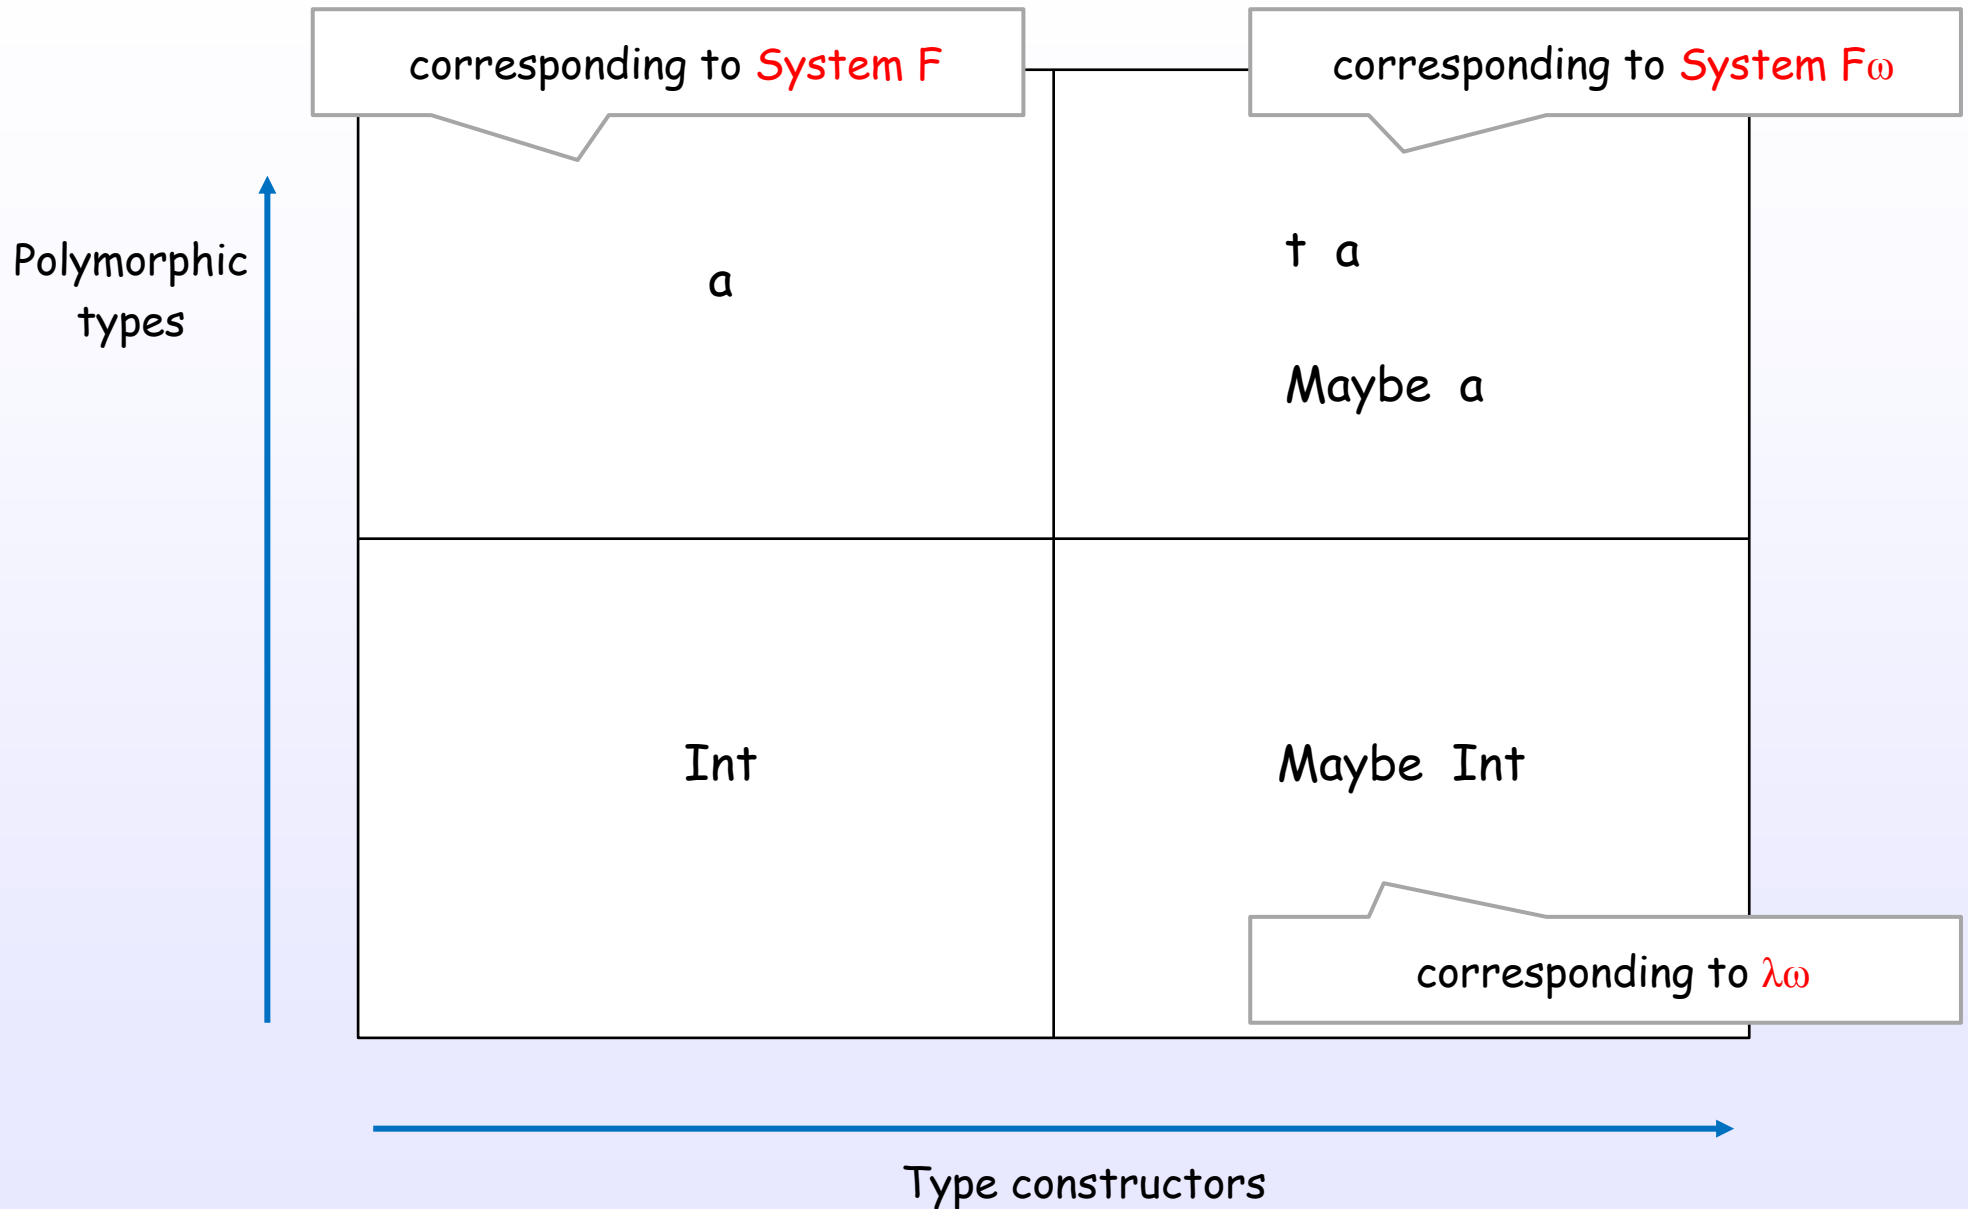 corresponding to System F
corresponding to System Fω
Polymorphic
types
a
t a
Maybe a
Int
Maybe Int
corresponding to λω
Type constructors